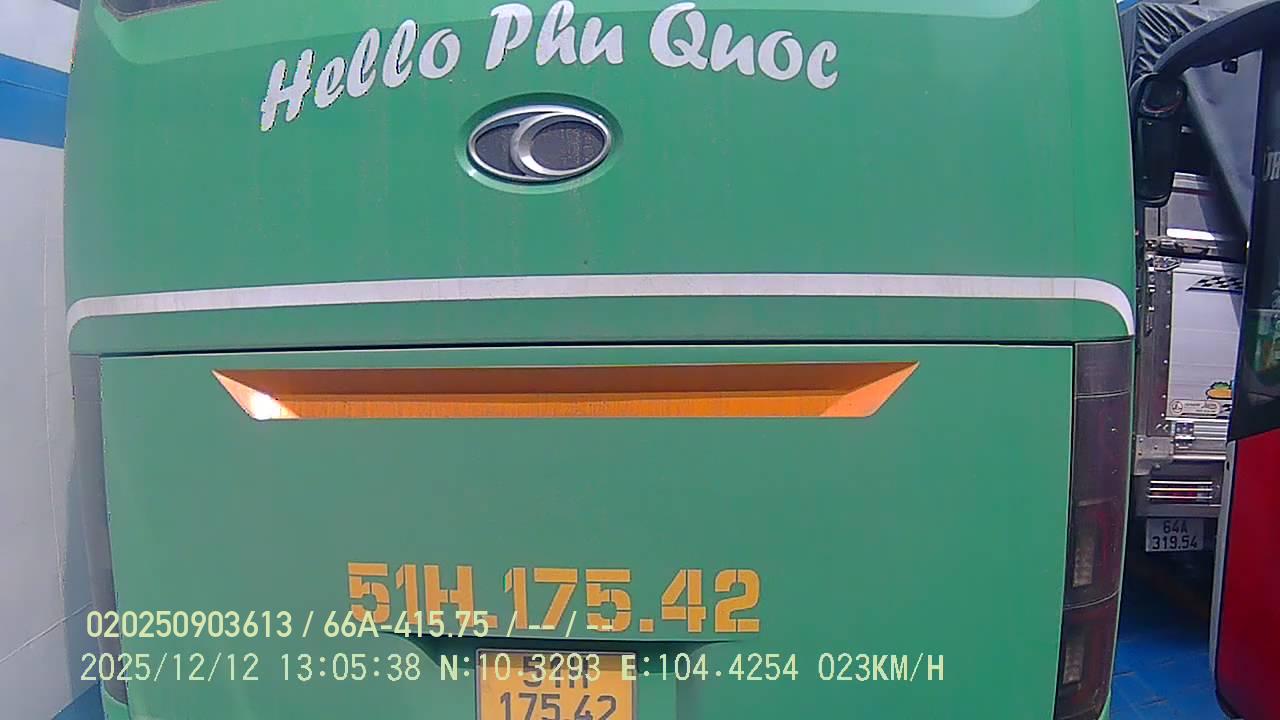 Hello Phu Quoc
64A
319.54
51H.175.42
020250903613 / 66A-415.75 / -- / --
2025/12/12 13:05:38 N:10.3293 E:104.4254 023KM/H
51H
175.42